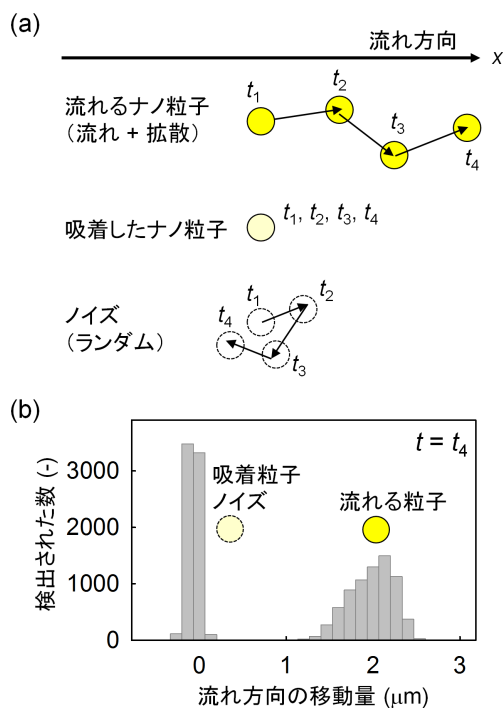 (a)
流れ方向
x
流れるナノ粒子
(流れ + 拡散)
t1
t2
t3
t4
吸着したナノ粒子
t1, t2, t3, t4
ノイズ
(ランダム)
t1
t2
t3
t4
(b)
t = t4
検出された数 (-)
3000
2000
1000
0
吸着粒子
ノイズ
流れる粒子
0
1
2
3
流れ方向の移動量 (μm)